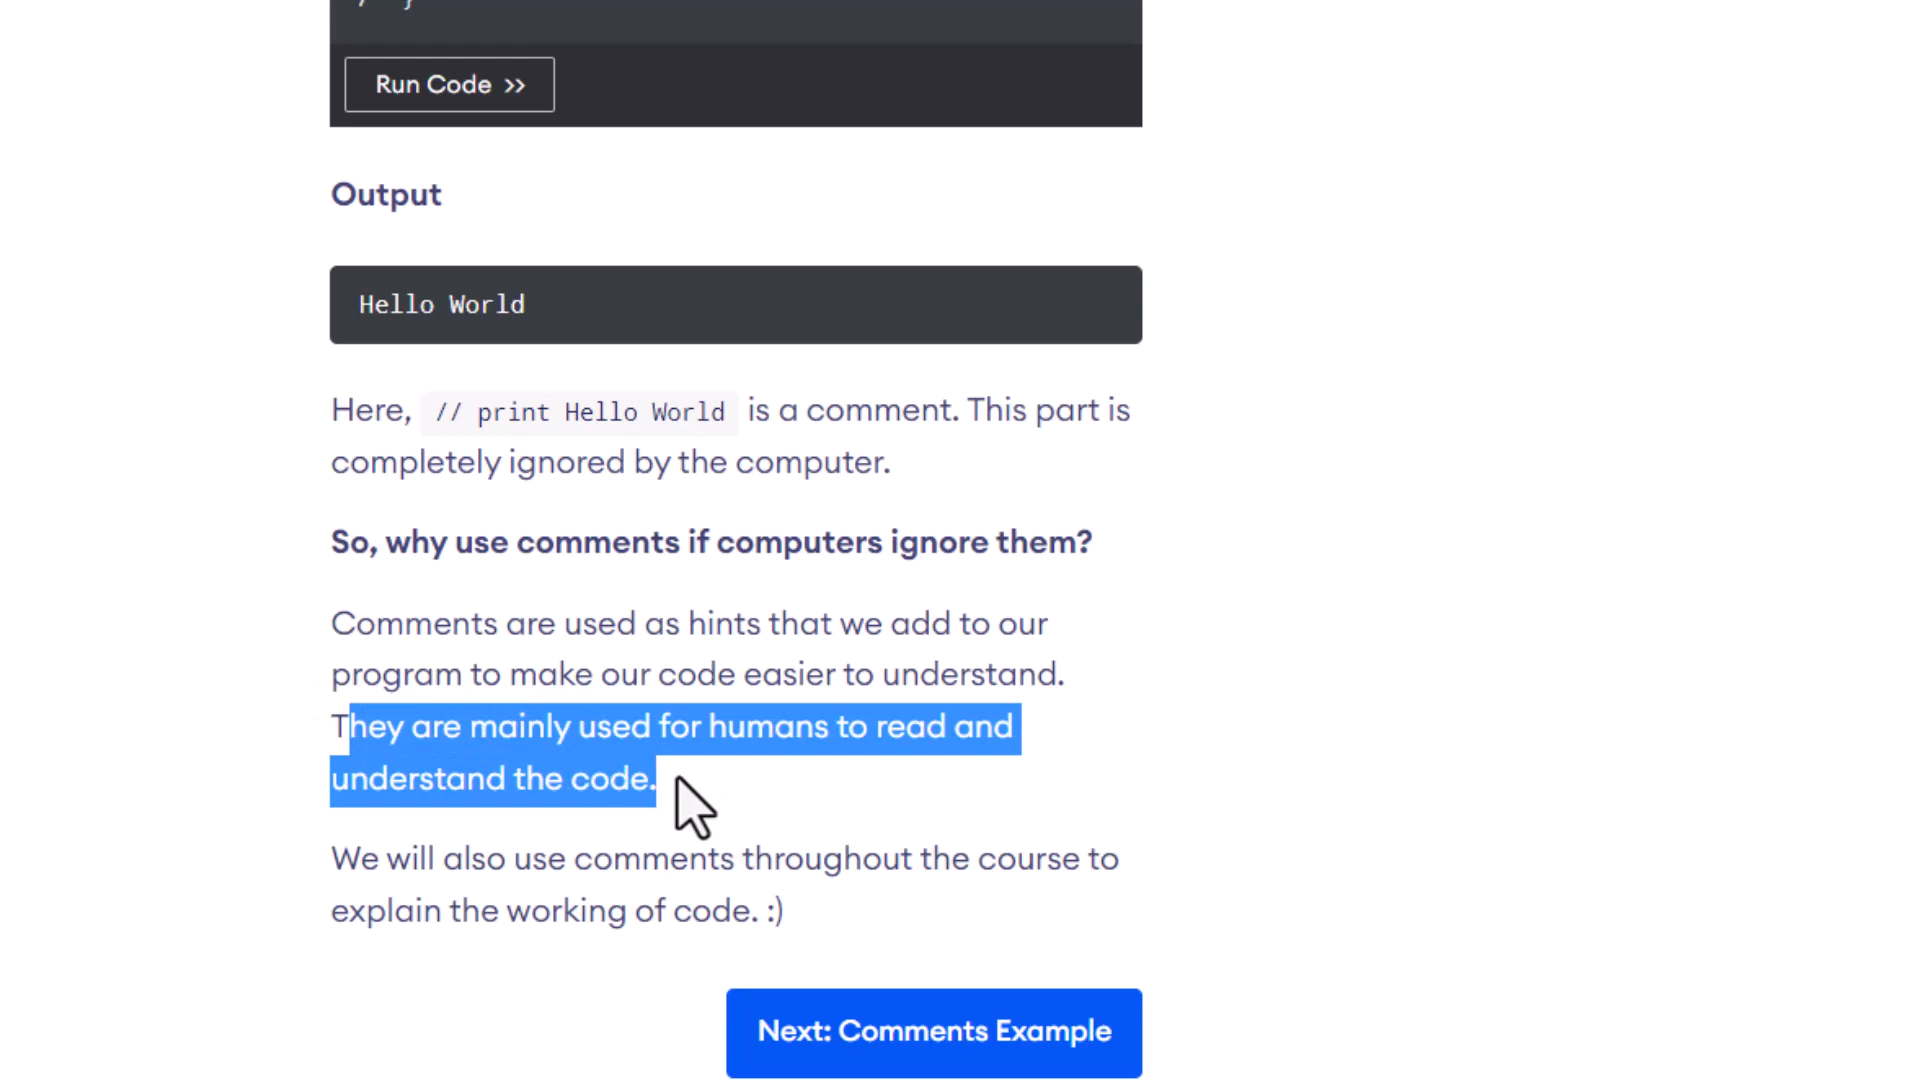 Run Code >>
Output
Hello World
Here, // print Hello World is a comment. This part is
completely ignored by the computer.
So, why use comments if computers ignore them?
Comments are used as hints that we add to our
program to make our code easier to understand.
They are mainly used for humans to read and
understand the code.
We will also use comments throughout the course to
explain the working of code. :)
Next: Comments Example